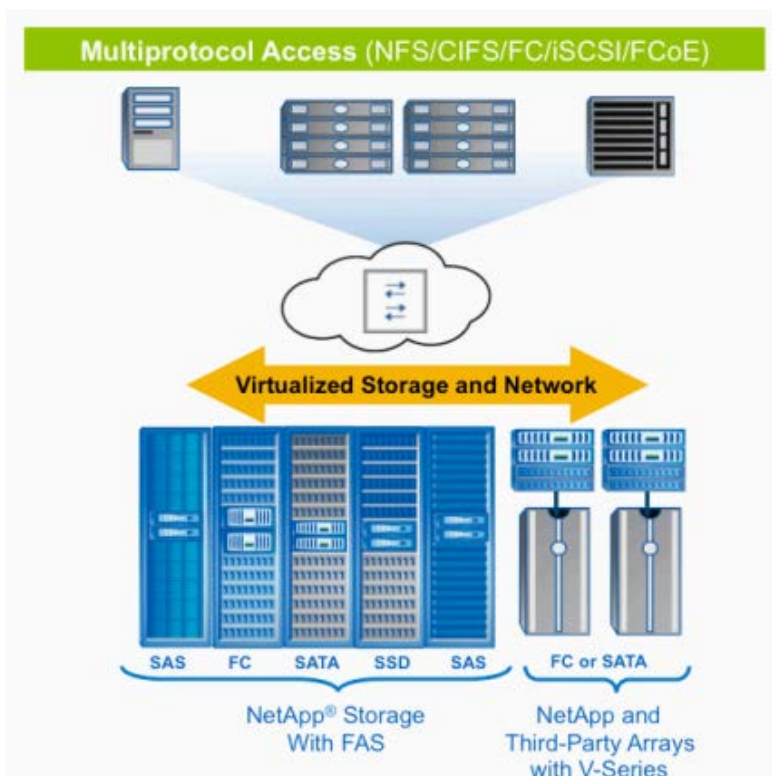 Multiprotocol Access (NFS/CIFS/FC/iSCSI/FCoE)
Virtualized Storage and Network
SAS FC SATA SSD SAS
FC or SATA
NetApp® Storage
With FAS
NetApp and
Third-Party Arrays
with V-Series